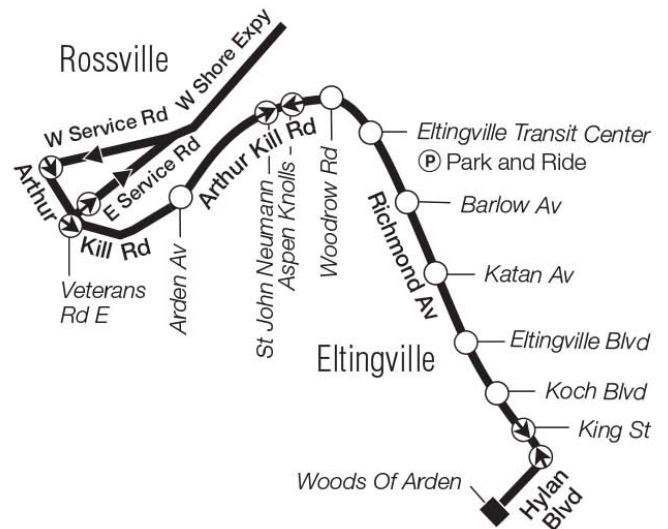 Rossville
W Shore Expy
W Service Rd
E Service Rd
Arthur
Kill Rd
Veterans
Rd E
Arden Av
Arthur Kill Rd
St John Neumann
Aspen Knolls
Woodrow Rd
Eltingville Transit Center
P Park and Ride
Barlow Av
Richmond Av
Katan Av
Eltingville
Eltingville Blvd
Koch Blvd
King St
Woods Of Arden
Hylan
Blvd